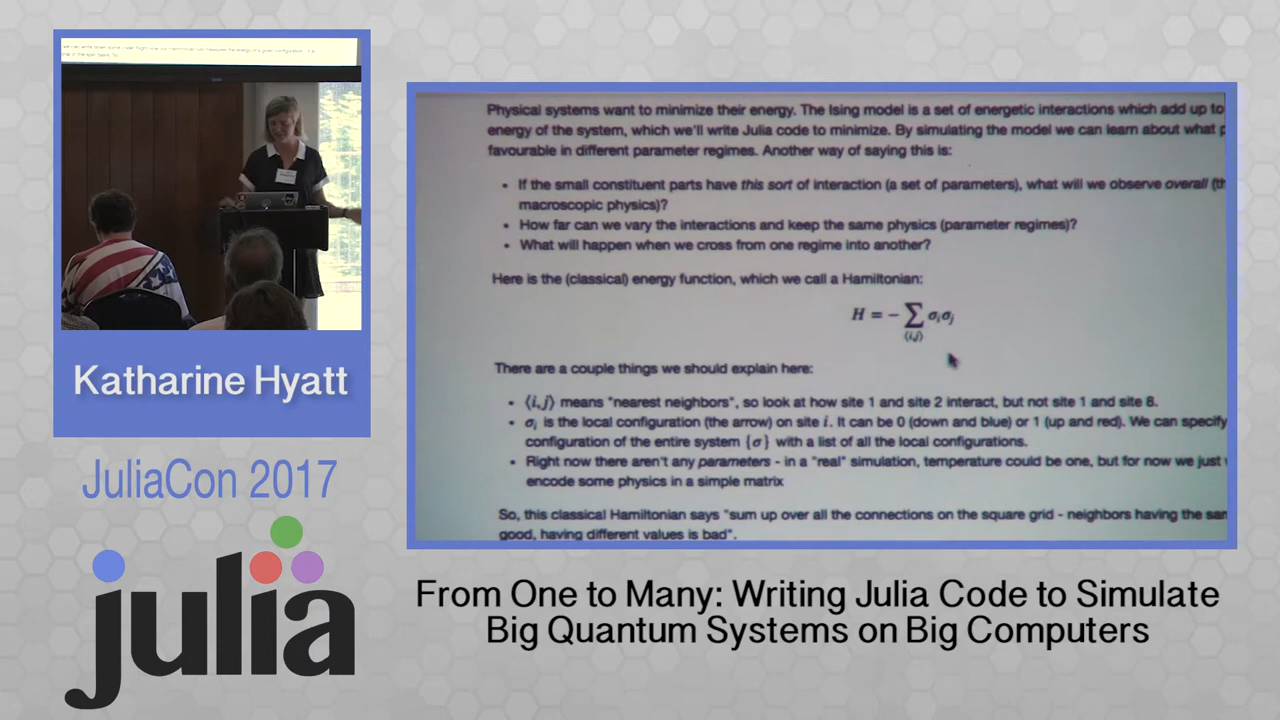 Katharine Hyatt
JuliaCon 2017
julia
Physical systems want to minimize their energy. The Ising model is a set of energetic interactions which add up to
energy of the system, which we'll write Julia code to minimize. By simulating the model we can learn about what p
favourable in different parameter regimes. Another way of saying this is:
• If the small constituent parts have this sort of interaction (a set of parameters), what will we observe overall (th
macroscopic physics)?
• How far can we vary the interactions and keep the same physics (parameter regimes)?
• What will happen when we cross from one regime into another?
Here is the (classical) energy function, which we call a Hamiltonian:
H = − ∑ σᵢσⱼ
⟨i,j⟩
There are a couple things we should explain here:
• ⟨i,j⟩ means "nearest neighbors", so look at how site 1 and site 2 interact, but not site 1 and site 8.
• σᵢ is the local configuration (the arrow) on site i. It can be 0 (down and blue) or 1 (up and red). We can specify
configuration of the entire system {σ} with a list of all the local configurations.
• Right now there aren't any parameters - in a "real" simulation, temperature could be one, but for now we just
encode some physics in a simple matrix
So, this classical Hamiltonian says "sum up over all the connections on the square grid - neighbors having the sam
good, having different values is bad".
From One to Many: Writing Julia Code to Simulate
Big Quantum Systems on Big Computers